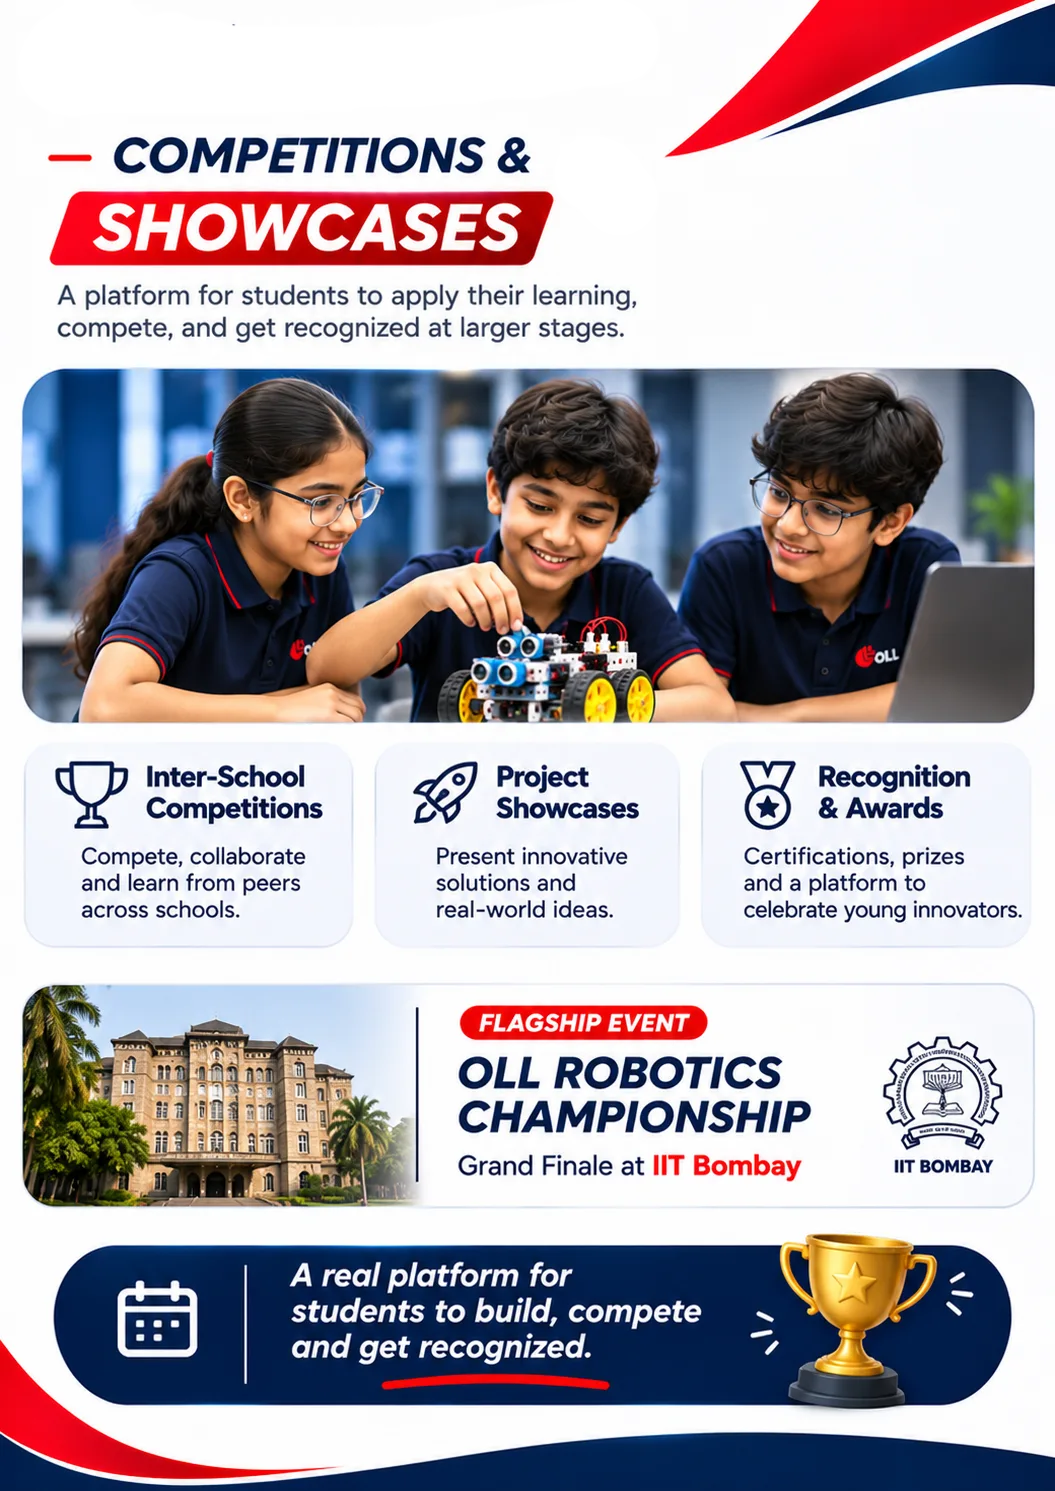 COMPETITIONS &
SHOWCASES
A platform for students to apply their learning,
compete, and get recognized at larger stages.
OLL
OLL
Inter-School
Competitions
Compete, collaborate
and learn from peers
across schools.
Project
Showcases
Present innovative
solutions and
real-world ideas.
Recognition
& Awards
Certifications, prizes
and a platform to
celebrate young innovators.
FLAGSHIP EVENT
OLL ROBOTICS
CHAMPIONSHIP
Grand Finale at IIT Bombay
IIT BOMBAY
A real platform for
students to build, compete
and get recognized.